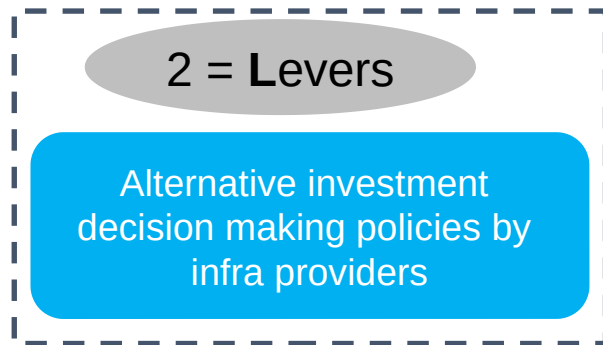 2 = Levers
Alternative investment
decision making policies by
infra providers